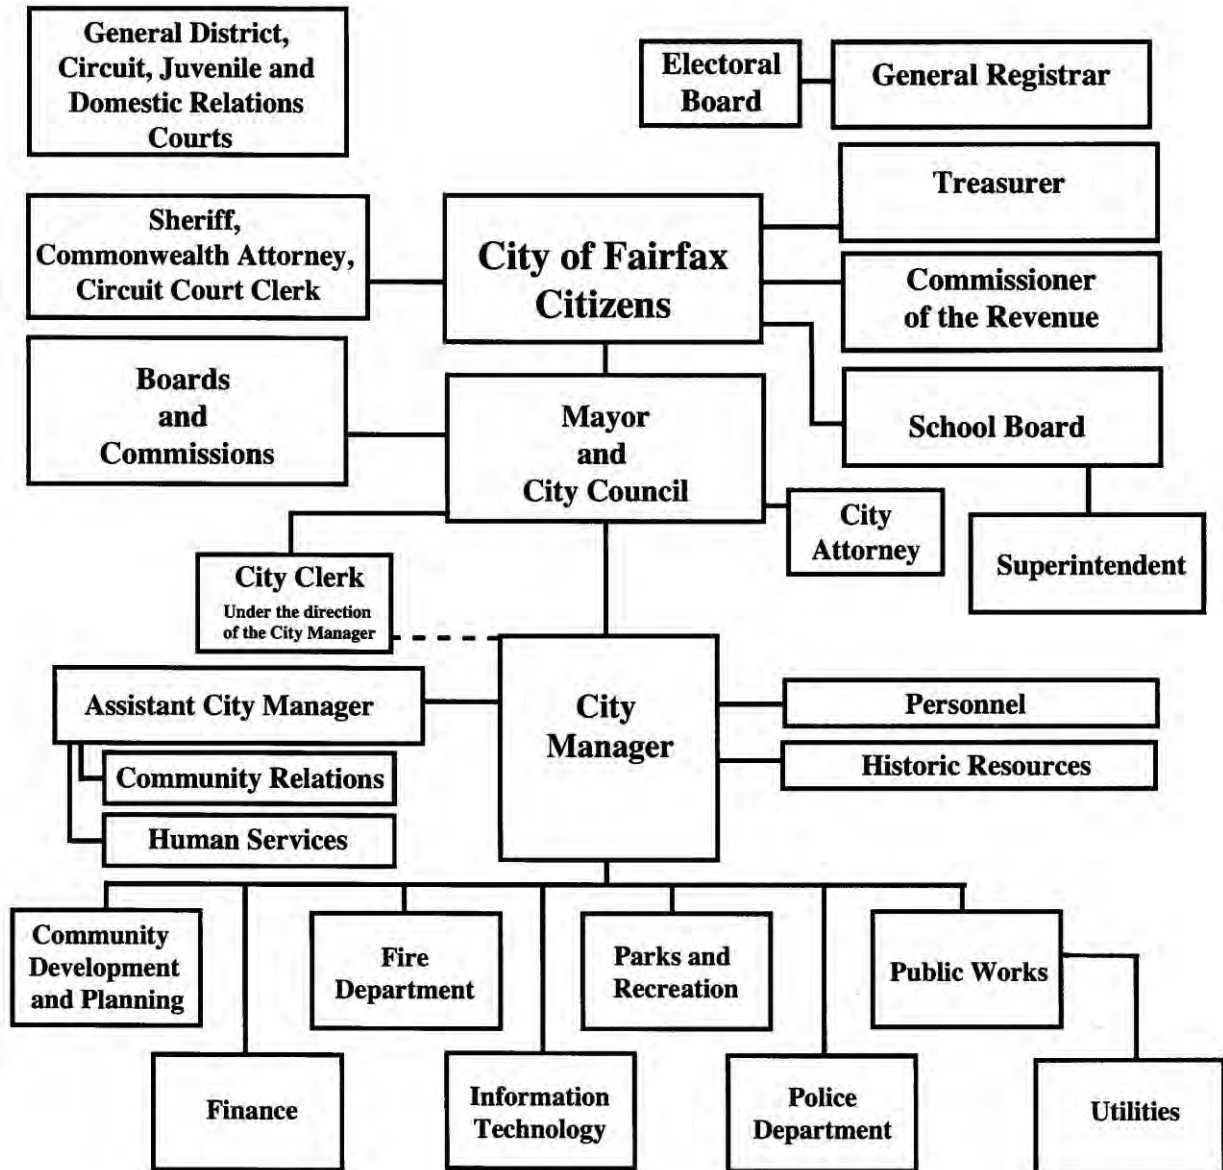 General District,
Circuit, Juvenile and
Domestic Relations
Courts
Electoral
Board
General Registrar
Treasurer
Sheriff,
Commonwealth Attorney,
Circuit Court Clerk
City of Fairfax
Citizens
Commissioner
of the Revenue
Boards
and
Commissions
Mayor
and
City Council
School Board
City
Attorney
Superintendent
City Clerk
Under the direction
of the City Manager
Assistant City Manager
City
Manager
Personnel
Historic Resources
Community Relations
Human Services
Community
Development
and Planning
Fire
Department
Parks and
Recreation
Public Works
Finance
Information
Technology
Police
Department
Utilities